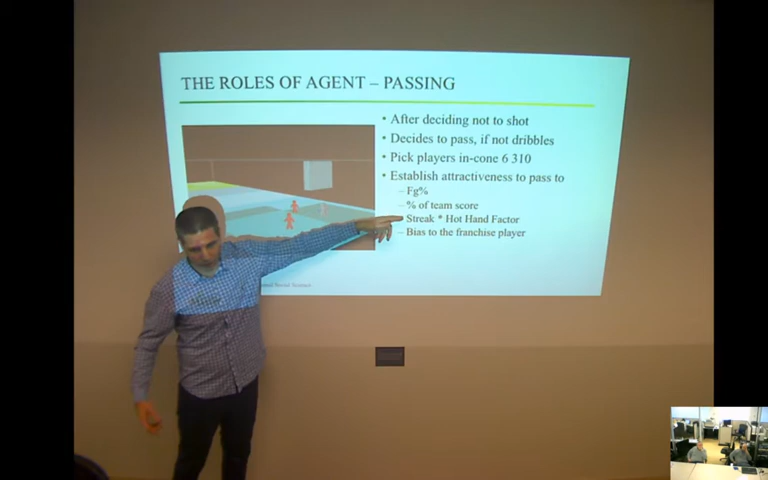 THE ROLES OF AGENT – PASSING
• After deciding not to shot
• Decides to pass, if not dribbles
• Pick players in-cone 6 310
• Establish attractiveness to pass to
– Fg%
– % of team score
– Streak * Hot Hand Factor
– Bias to the franchise player
Social Science